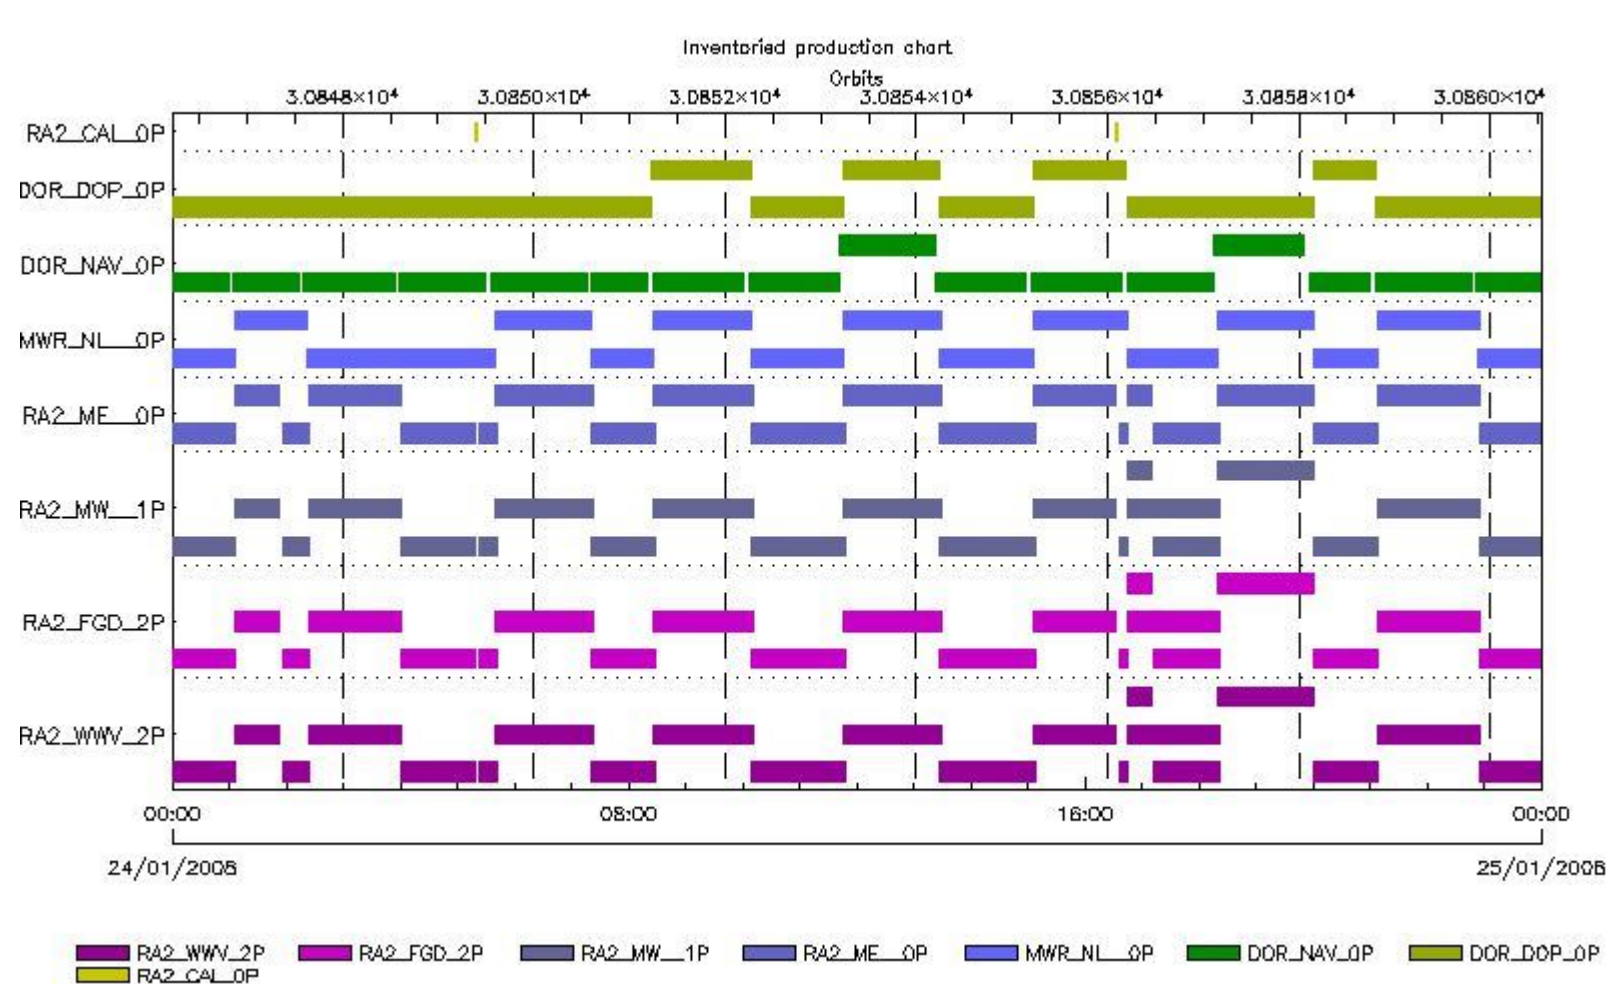 Inventoried production chart
Orbits
3.0848×10⁴ 3.0850×10⁴ 3.0852×10⁴ 3.0854×10⁴ 3.0856×10⁴ 3.0858×10⁴ 3.0860×10⁴
RA2_CAL_0P
DOR_DOP_0P
DOR_NAV_0P
MWR_NL__0P
RA2_ME__0P
RA2_MW__1P
RA2_FGD_2P
RA2_WWV_2P
00:00 08:00 16:00 00:00
24/01/2008 25/01/2008
RA2_WWV_2P RA2_FGD_2P RA2_MW__1P RA2_ME__0P MWR_NL__0P DOR_NAV_0P DOR_DOP_0P
RA2_CAL_0P